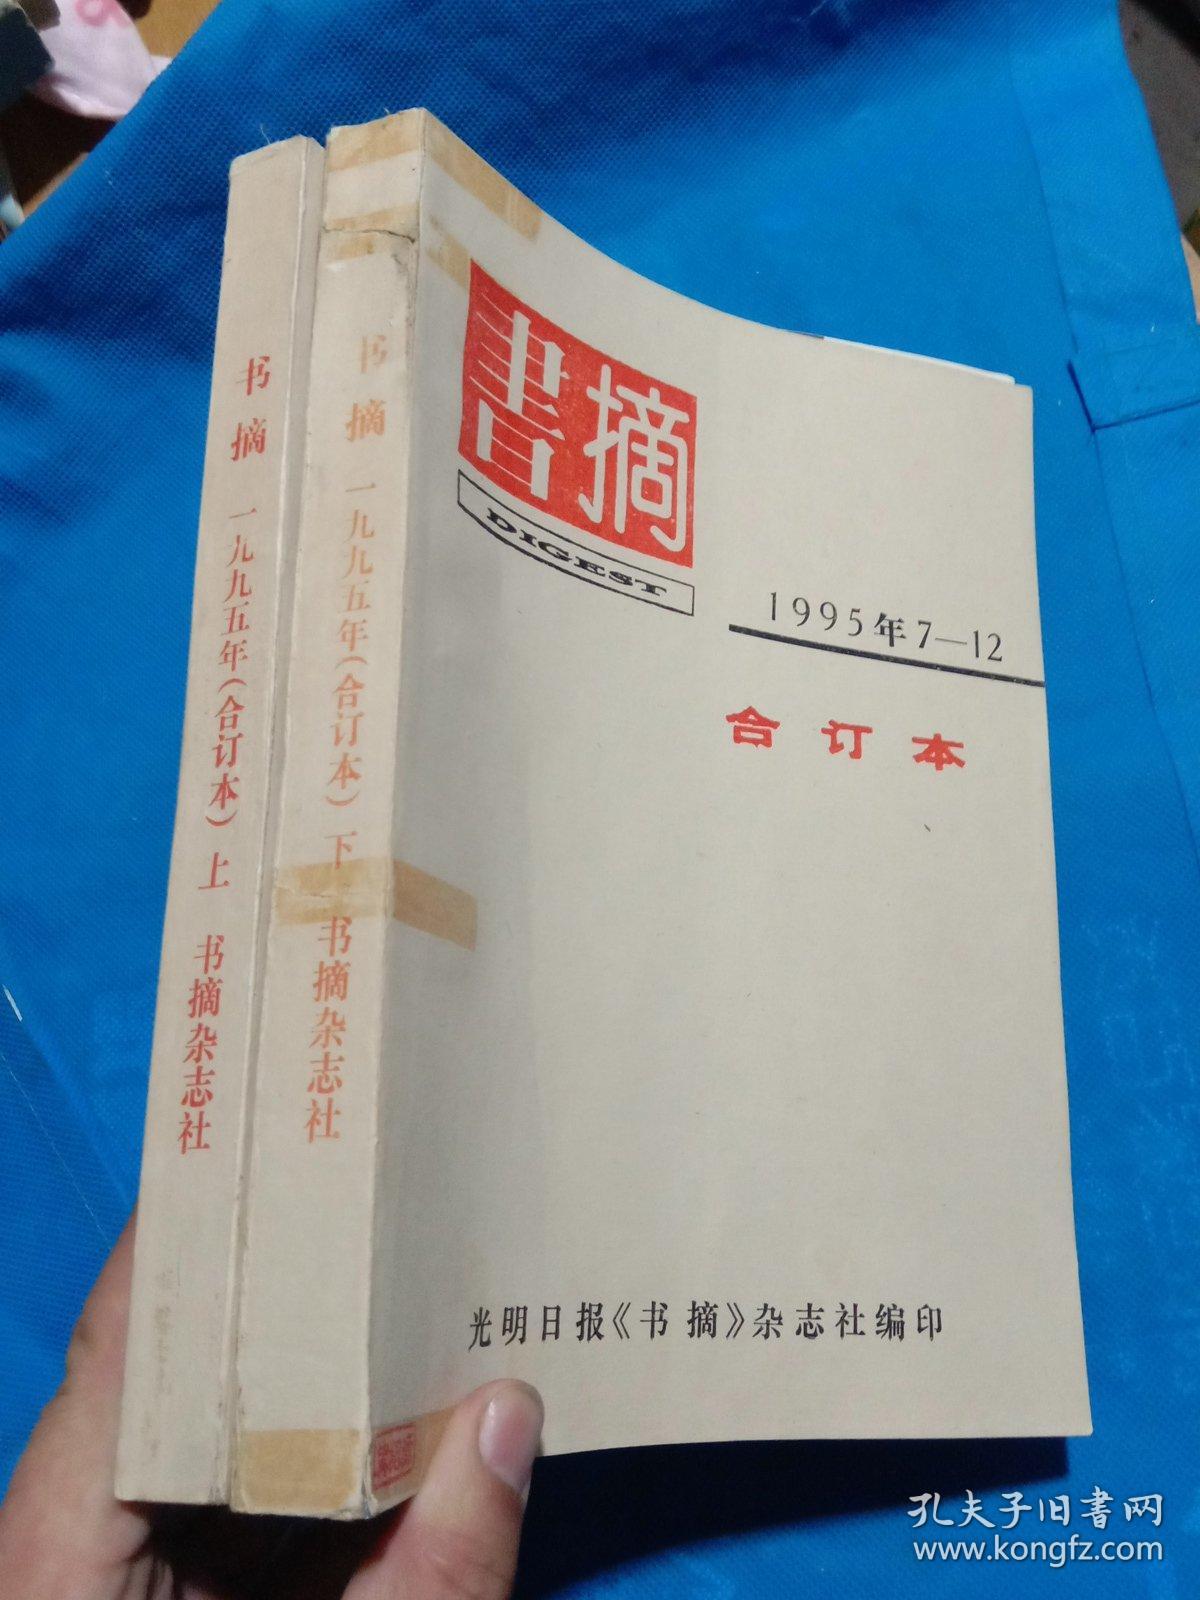 书摘 一九九五年(合订本)上 书摘杂志社
书摘 一九九五年(合订本)下 书摘杂志社
書摘
DIGEST
1995年7—12
合订本
光明日报《书摘》杂志社编印
孔夫子旧書网
www.kongfz.com